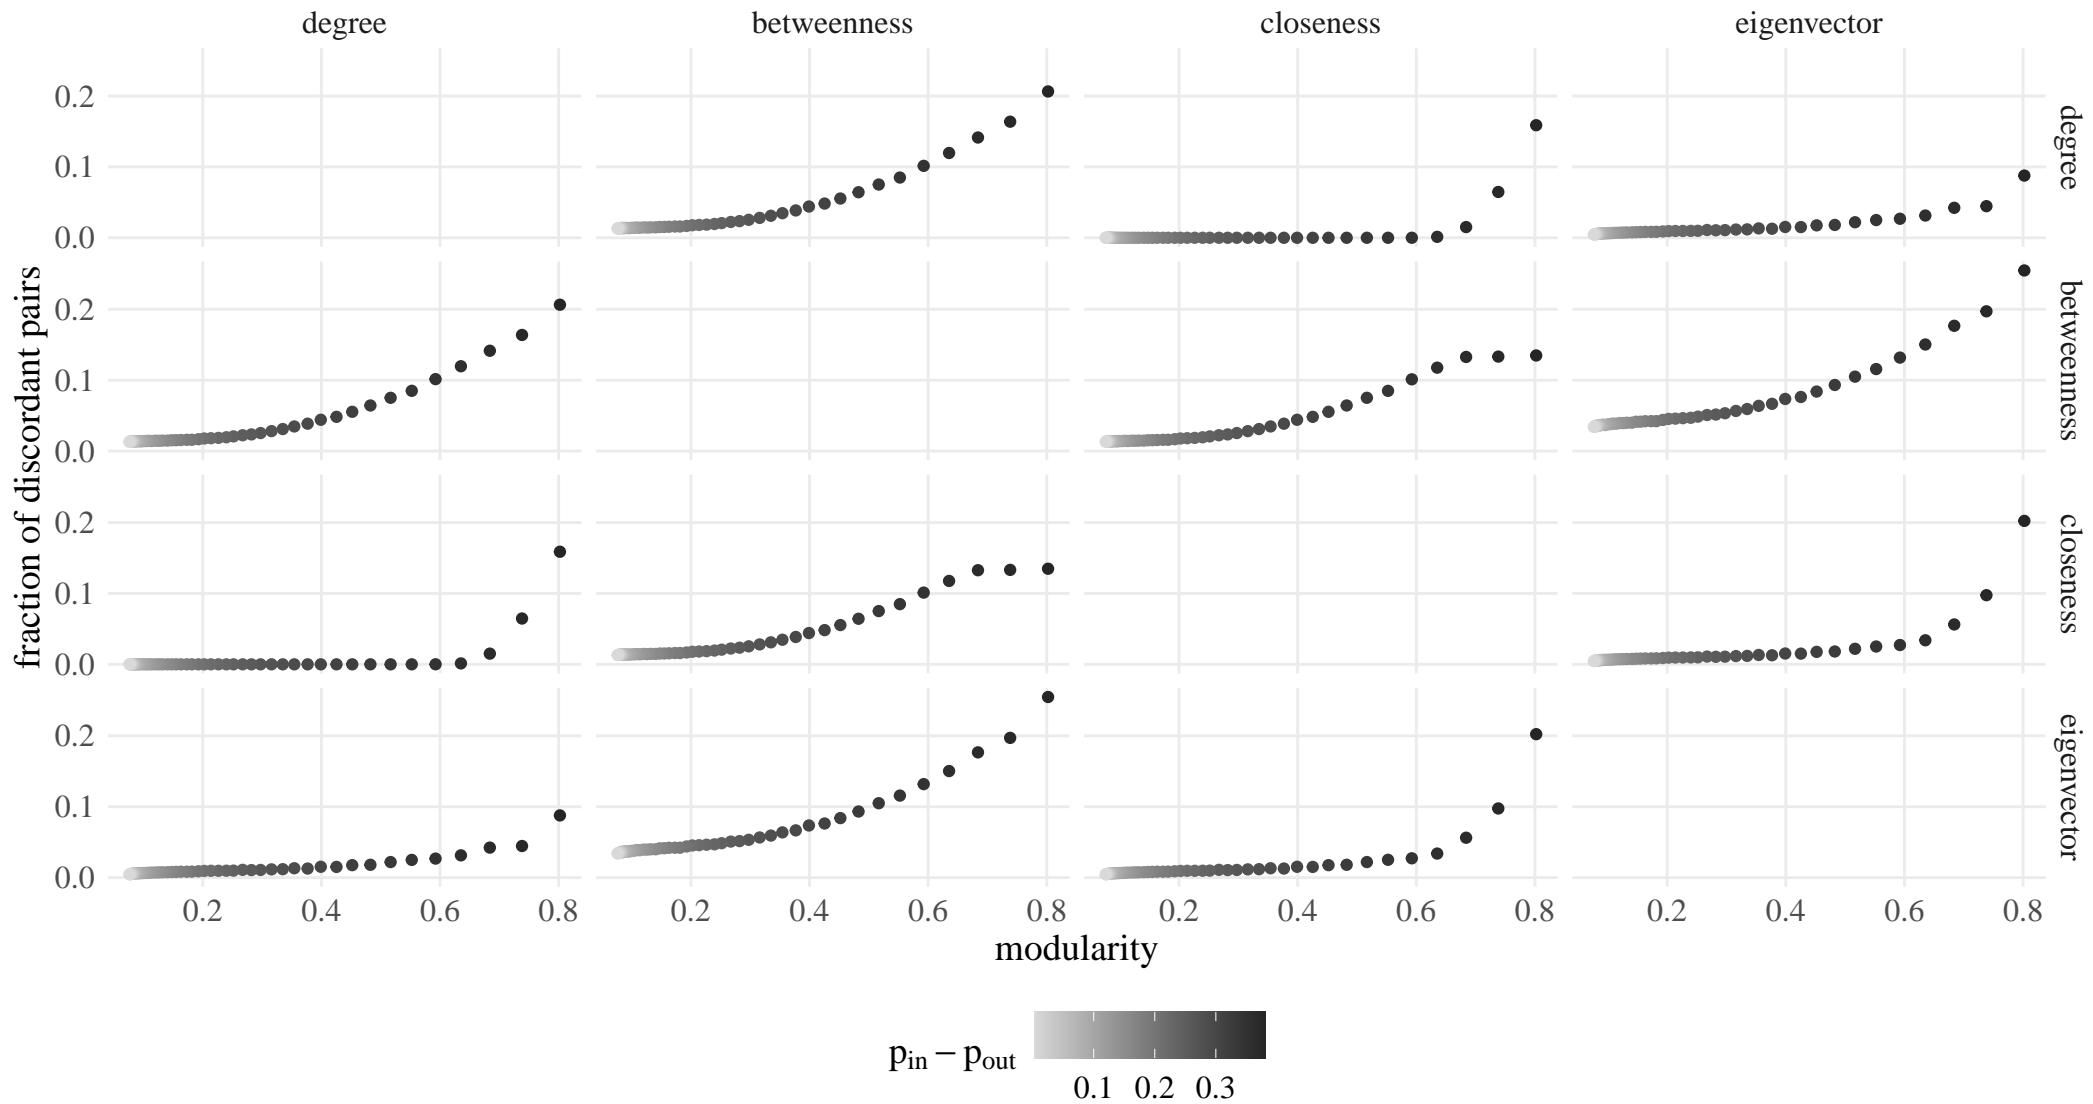 degree betweenness closeness eigenvector
0.2
0.1
0.0
degree
0.2
0.1
0.0
betweenness
0.2
0.1
0.0
closeness
0.2
0.1
0.0
eigenvector
fraction of discordant pairs
0.2 0.4 0.6 0.8 0.2 0.4 0.6 0.8 0.2 0.4 0.6 0.8 0.2 0.4 0.6 0.8
modularity
p_in − p_out
0.1 0.2 0.3